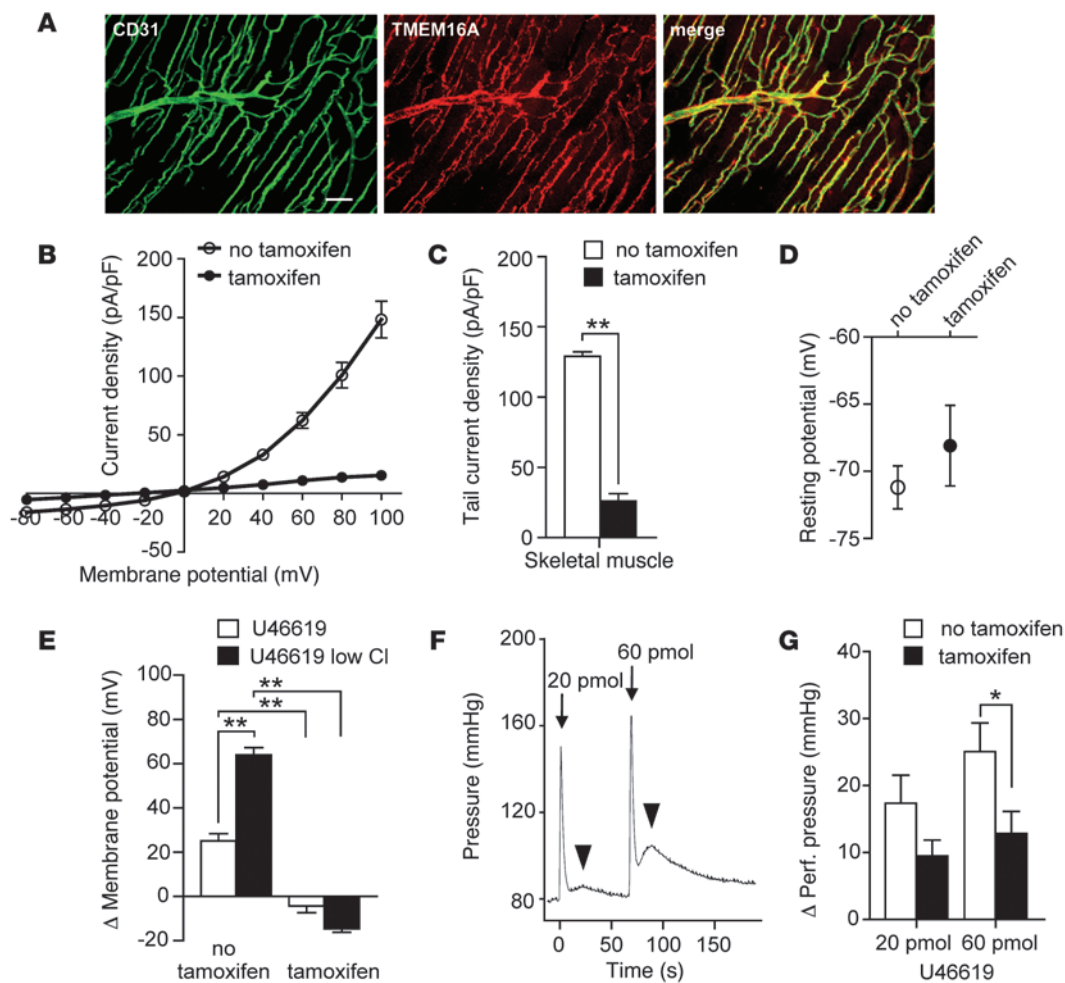 A
CD31
TMEM16A
merge
B
no tamoxifen
tamoxifen
Current density (pA/pF)
200
150
100
50
-50
-80 -60 -40 -20 0 20 40 60 80 100
Membrane potential (mV)
C
no tamoxifen
tamoxifen
Tail current density (pA/pF)
200
150
100
50
0
**
Skeletal muscle
D
no tamoxifen
tamoxifen
Resting potential (mV)
-60
-65
-70
-75
E
U46619
U46619 low Cl
Δ Membrane potential (mV)
100
80
60
40
20
0
-20
**
**
**
no tamoxifen
tamoxifen
F
Pressure (mmHg)
200
160
120
80
20 pmol
60 pmol
0 50 100 150
Time (s)
G
no tamoxifen
tamoxifen
Δ Perf. pressure (mmHg)
40
30
20
10
0
*
20 pmol 60 pmol
U46619